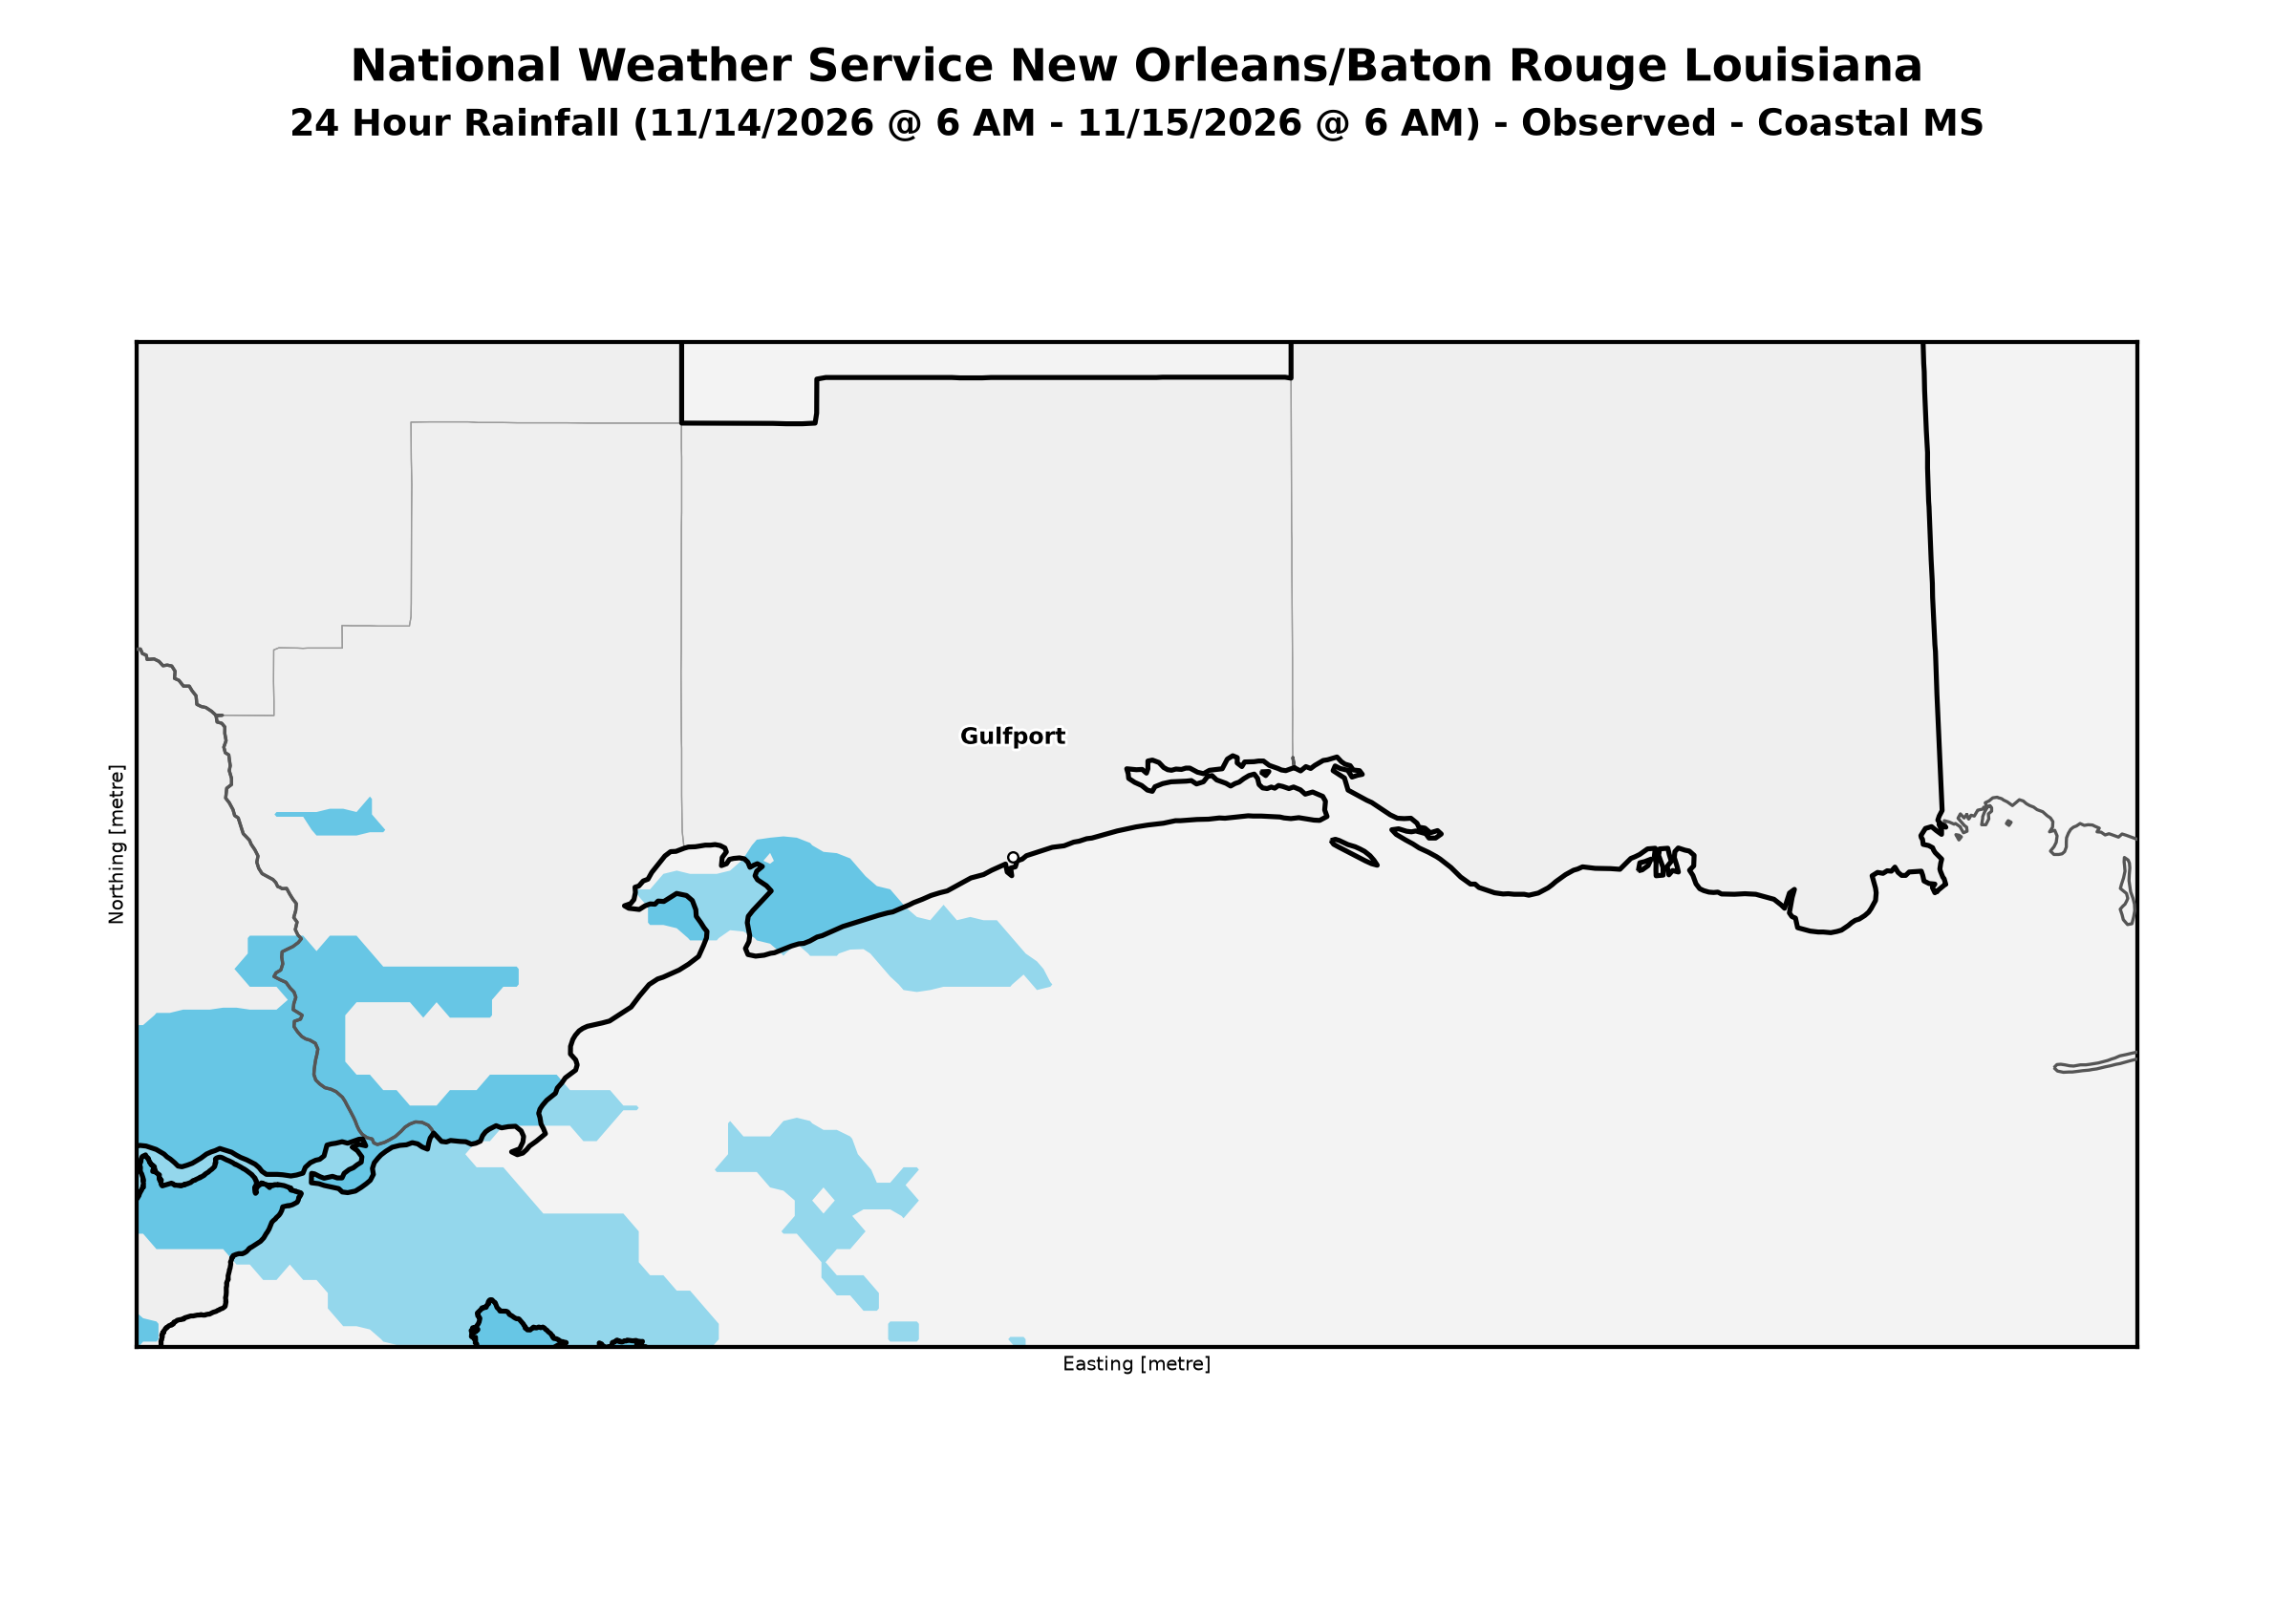 National Weather Service New Orleans/Baton Rouge Louisiana
24 Hour Rainfall (11/14/2026 @ 6 AM - 11/15/2026 @ 6 AM) - Observed - Coastal MS
Gulfport
Northing [metre]
Easting [metre]